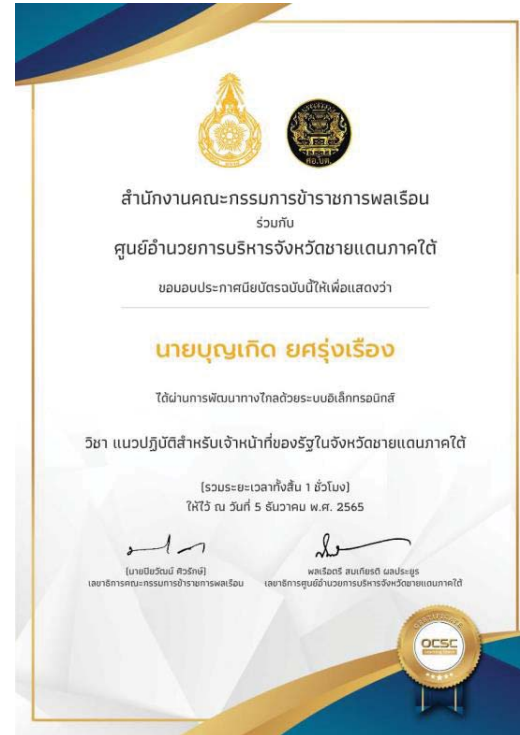 ศอ.บต.
สำนักงานคณะกรรมการข้าราชการพลเรือน
ร่วมกับ
ศูนย์อำนวยการบริหารจังหวัดชายแดนภาคใต้
ขอมอบประกาศนียบัตรฉบับนี้ให้เพื่อแสดงว่า
นายบุญเกิด ยศรุ่งเรือง
ได้ผ่านการพัฒนาทางไกลด้วยระบบอิเล็กทรอนิกส์
วิชา แนวปฏิบัติสำหรับเจ้าหน้าที่ของรัฐในจังหวัดชายแดนภาคใต้
(รวมระยะเวลาทั้งสิ้น 1 ชั่วโมง)
ให้ไว้ ณ วันที่ 5 ธันวาคม พ.ศ. 2565
(นายปิยวัฒน์ ศิวรักษ์)
เลขาธิการคณะกรรมการข้าราชการพลเรือน
พลเรือตรี สมเกียรติ ผลประยูร
เลขาธิการศูนย์อำนวยการบริหารจังหวัดชายแดนภาคใต้
OCSC